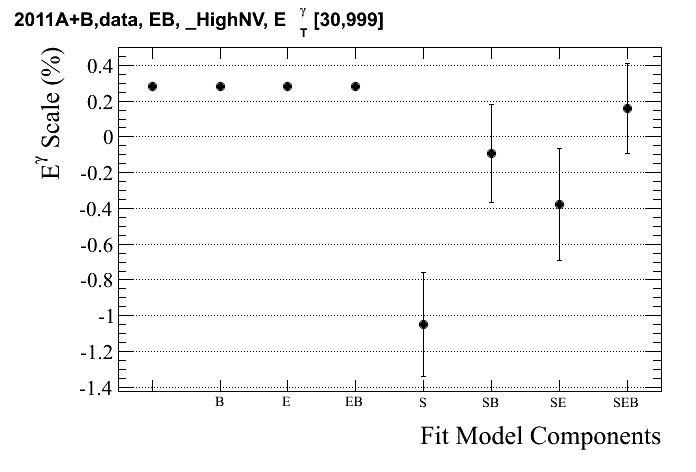 2011A+B,data, EB, _HighNV, E γ T [30,999]
E^γ Scale (%)
0.4
0.2
0
-0.2
-0.4
-0.6
-0.8
-1
-1.2
-1.4
B E EB S SB SE SEB
Fit Model Components